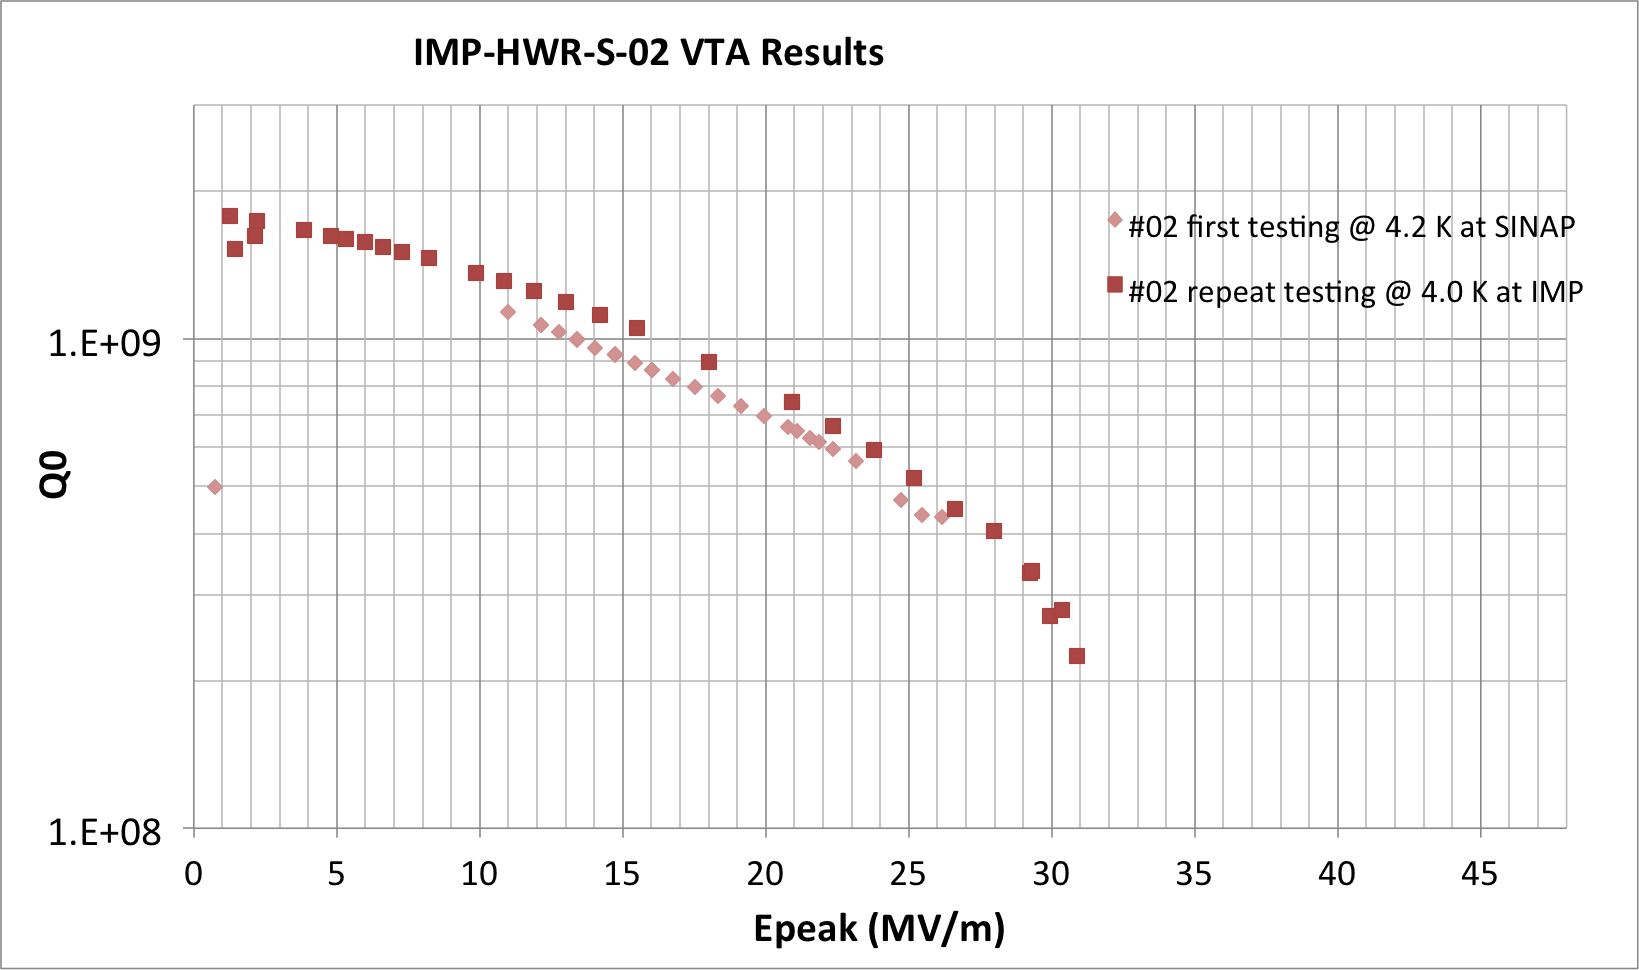 IMP-HWR-S-02 VTA Results
#02 first testing @ 4.2 K at SINAP
#02 repeat testing @ 4.0 K at IMP
1.E+09
Q0
1.E+08
0 5 10 15 20 25 30 35 40 45
Epeak (MV/m)